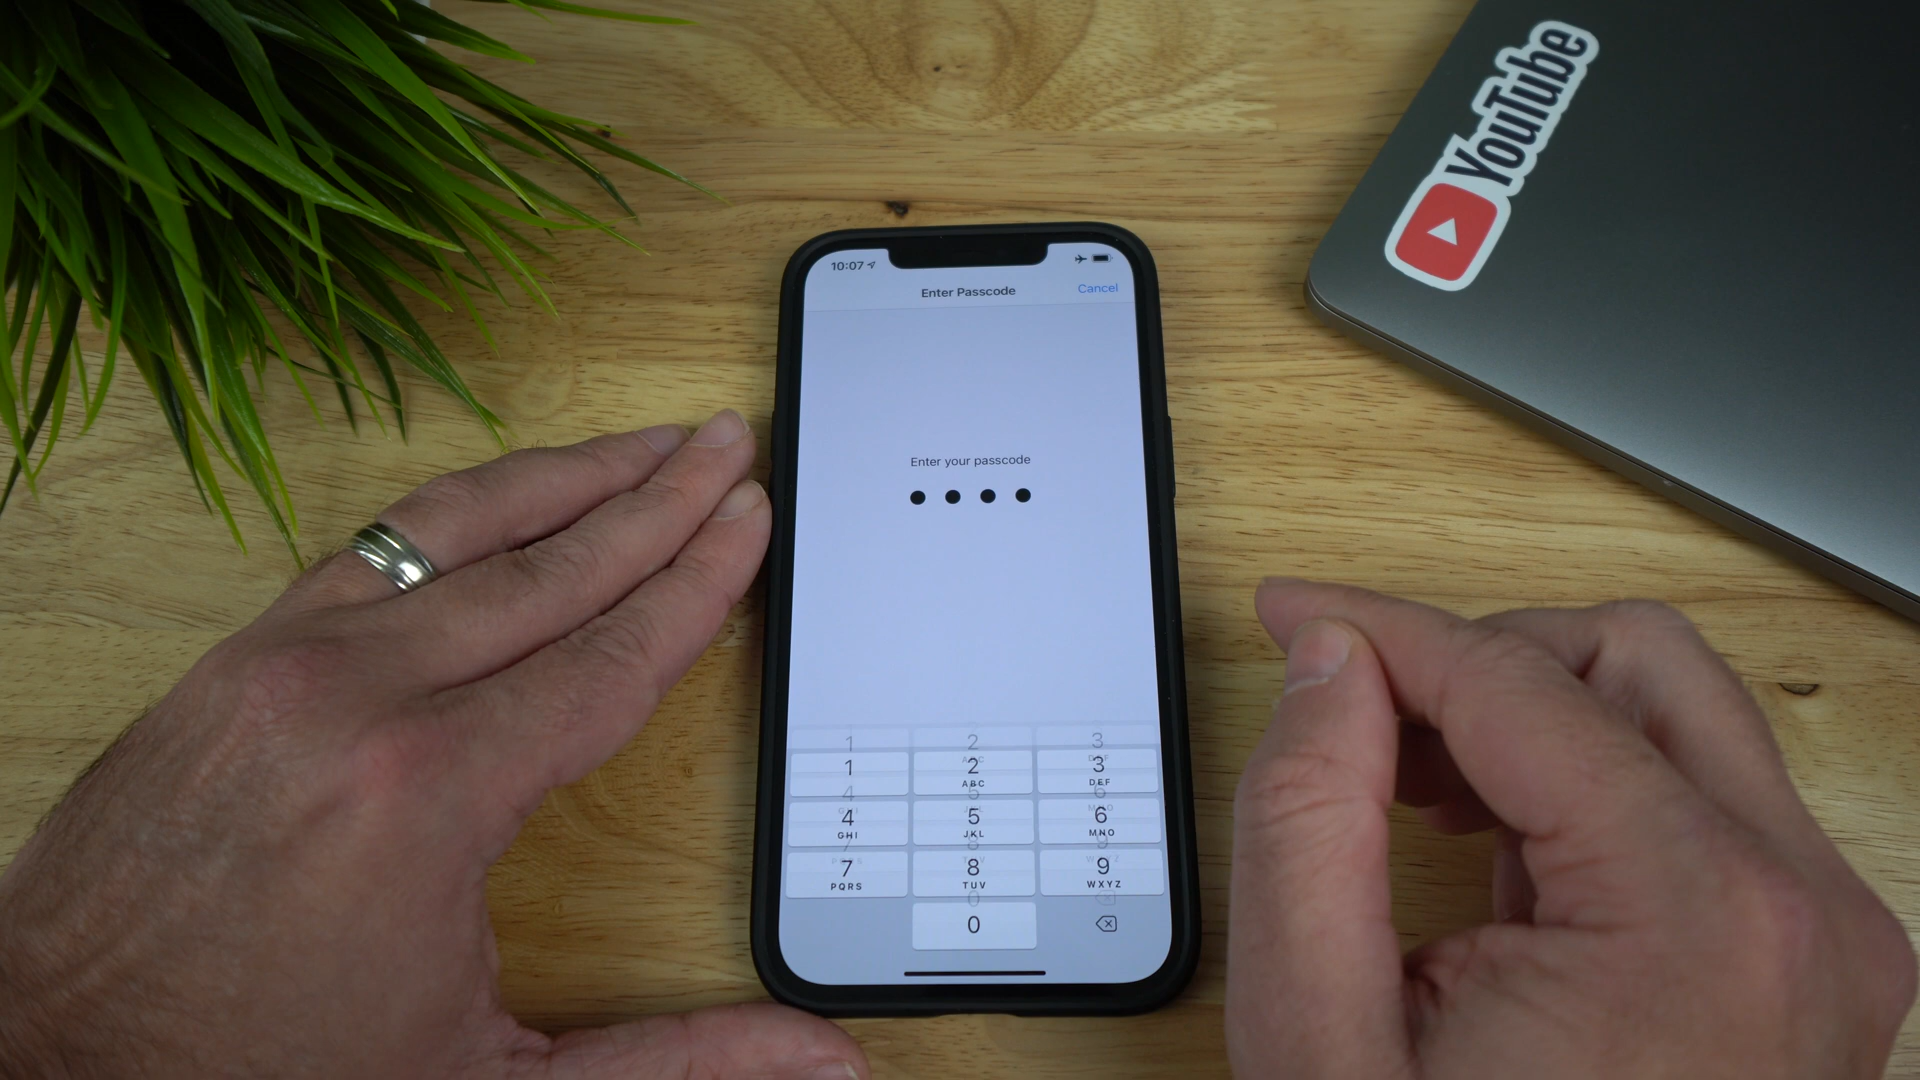 10:07
Enter Passcode
Cancel
Enter your passcode
1
2
ABC
3
DEF
4
GHI
5
JKL
6
MNO
7
PQRS
8
TUV
9
WXYZ
0
YouTube